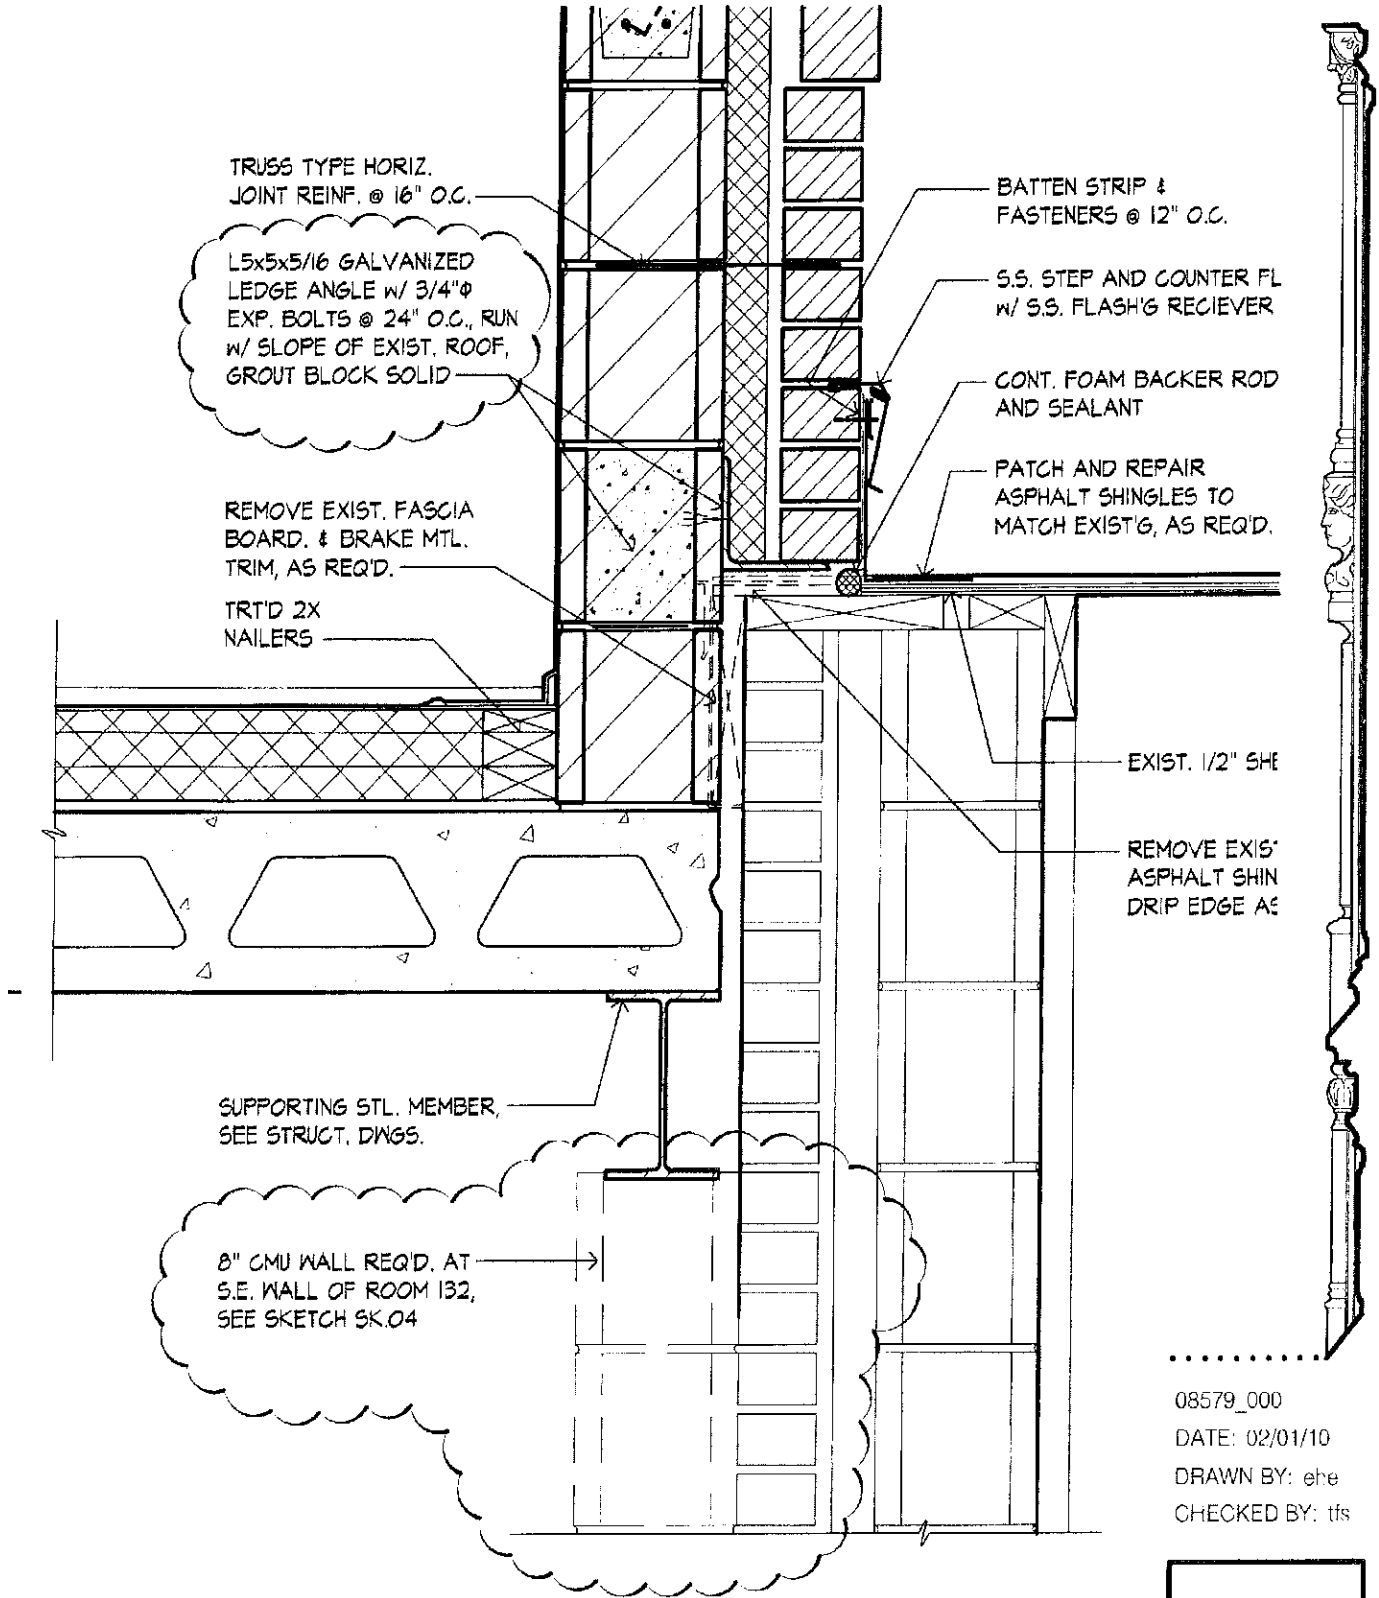 TRUSS TYPE HORIZ.
JOINT REINF. @ 16" O.C.
L5x5x5/16 GALVANIZED
LEDGE ANGLE W/ 3/4"Φ
EXP. BOLTS @ 24" O.C., RUN
W/ SLOPE OF EXIST. ROOF,
GROUT BLOCK SOLID
REMOVE EXIST. FASCIA
BOARD. & BRAKE MTL.
TRIM, AS REQ'D.
TRT'D 2X
NAILERS
SUPPORTING STL. MEMBER,
SEE STRUCT. DWGS.
8" CMU WALL REQ'D. AT
S.E. WALL OF ROOM 132,
SEE SKETCH SK.04
BATTEN STRIP &
FASTENERS @ 12" O.C.
S.S. STEP AND COUNTER FL
W/ S.S. FLASH'G RECIEVER
CONT. FOAM BACKER ROD
AND SEALANT
PATCH AND REPAIR
ASPHALT SHINGLES TO
MATCH EXIST'G, AS REQ'D.
EXIST. 1/2" SHE
REMOVE EXIST
ASPHALT SHIN
DRIP EDGE AS
08579_000
DATE: 02/01/10
DRAWN BY: ehe
CHECKED BY: tfs